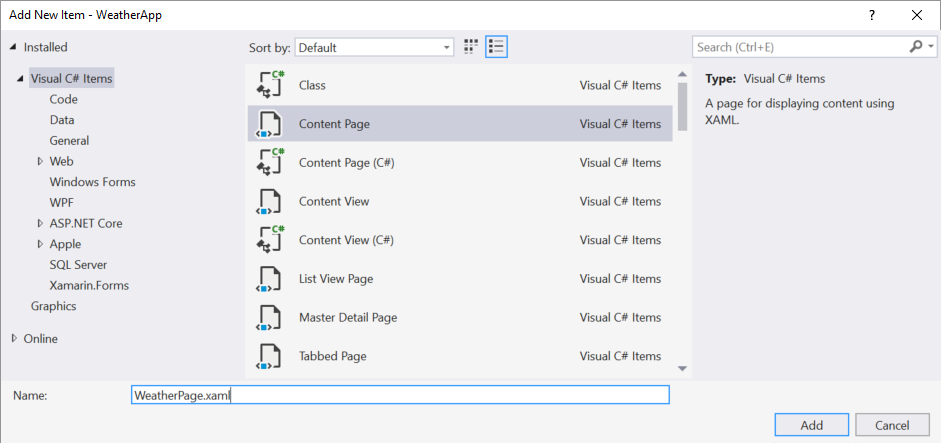 Add New Item - WeatherApp
?
Installed
Visual C# Items
Code
Data
General
Web
Windows Forms
WPF
ASP.NET Core
Apple
SQL Server
Xamarin.Forms
Graphics
Online
Sort by: Default
C# Class Visual C# Items
Content Page Visual C# Items
C# Content Page (C#) Visual C# Items
Content View Visual C# Items
C# Content View (C#) Visual C# Items
List View Page Visual C# Items
Master Detail Page Visual C# Items
Tabbed Page Visual C# Items
Search (Ctrl+E)
Type: Visual C# Items
A page for displaying content using
XAML.
Name: WeatherPage.xaml
Add Cancel